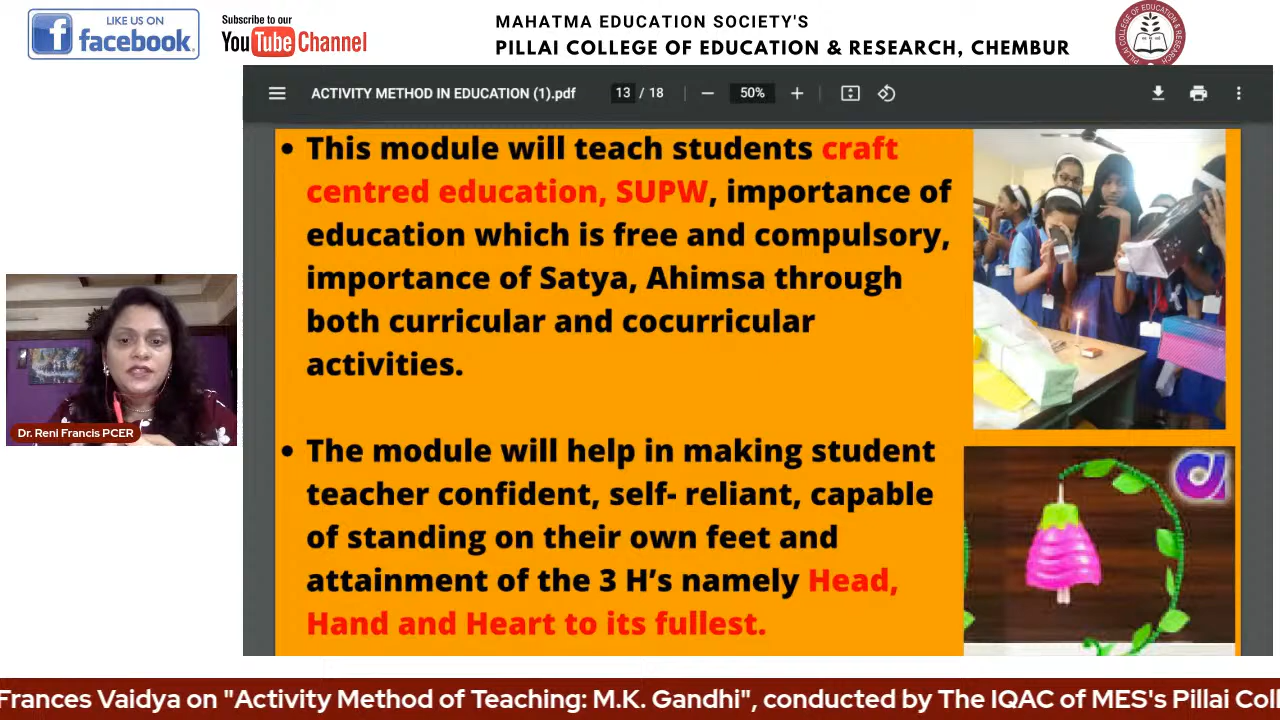 LIKE US ON
facebook.
Subscribe to our
YouTube Channel
MAHATMA EDUCATION SOCIETY'S
PILLAI COLLEGE OF EDUCATION & RESEARCH, CHEMBUR
ACTIVITY METHOD IN EDUCATION (1).pdf
13 / 18
50%
• This module will teach students craft
centred education, SUPW, importance of
education which is free and compulsory,
importance of Satya, Ahimsa through
both curricular and cocurricular
activities.
• The module will help in making student
teacher confident, self- reliant, capable
of standing on their own feet and
attainment of the 3 H's namely Head,
Hand and Heart to its fullest.
Dr. Reni Francis PCER
Frances Vaidya on "Activity Method of Teaching: M.K. Gandhi", conducted by The IQAC of MES's Pillai Coll